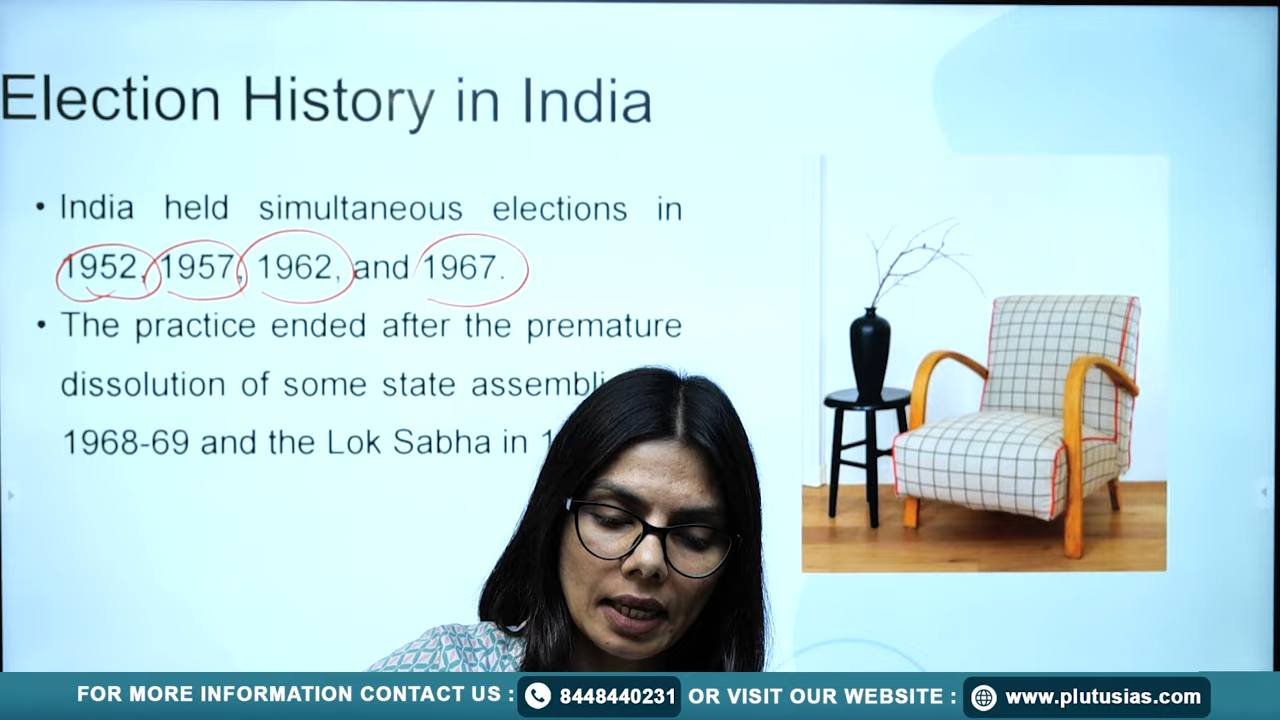 Election History in India
• India held simultaneous elections in
1952, 1957, 1962, and 1967.
• The practice ended after the premature
dissolution of some state
1968-69 and the Lok Sabha in
FOR MORE INFORMATION CONTACT US : 8448440231 OR VISIT OUR WEBSITE : www.plutusias.com